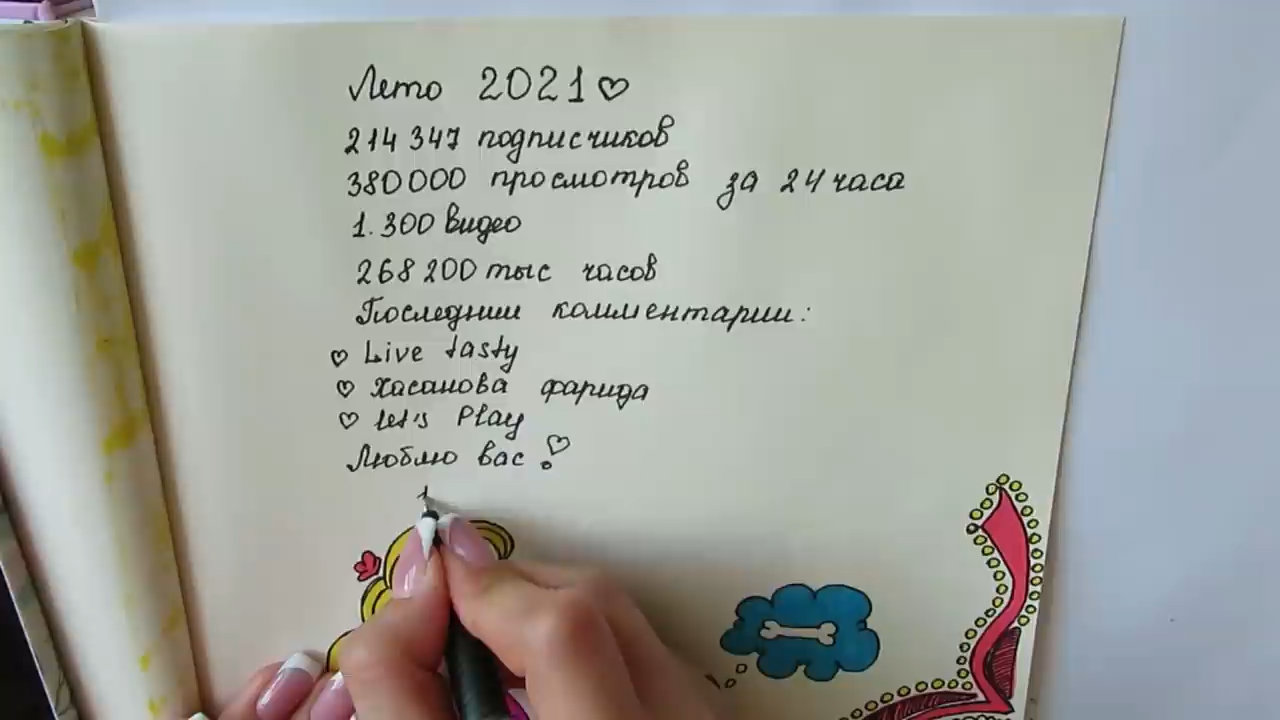 Лето 2021♡
214 347 подписчиков
380000 просмотров за 24 часа
1.300 видео
268 200 тыс часов
Последнии комментарии:
♡ Live tasty
♡ Хасанова фарида
♡ Let's Play
Люблю вас!